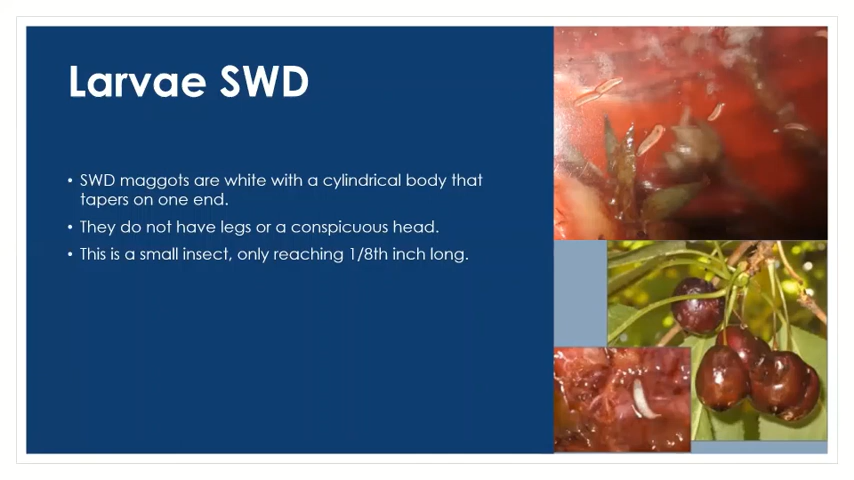 Larvae SWD
• SWD maggots are white with a cylindrical body that
tapers on one end.
• They do not have legs or a conspicuous head.
• This is a small insect, only reaching 1/8th inch long.